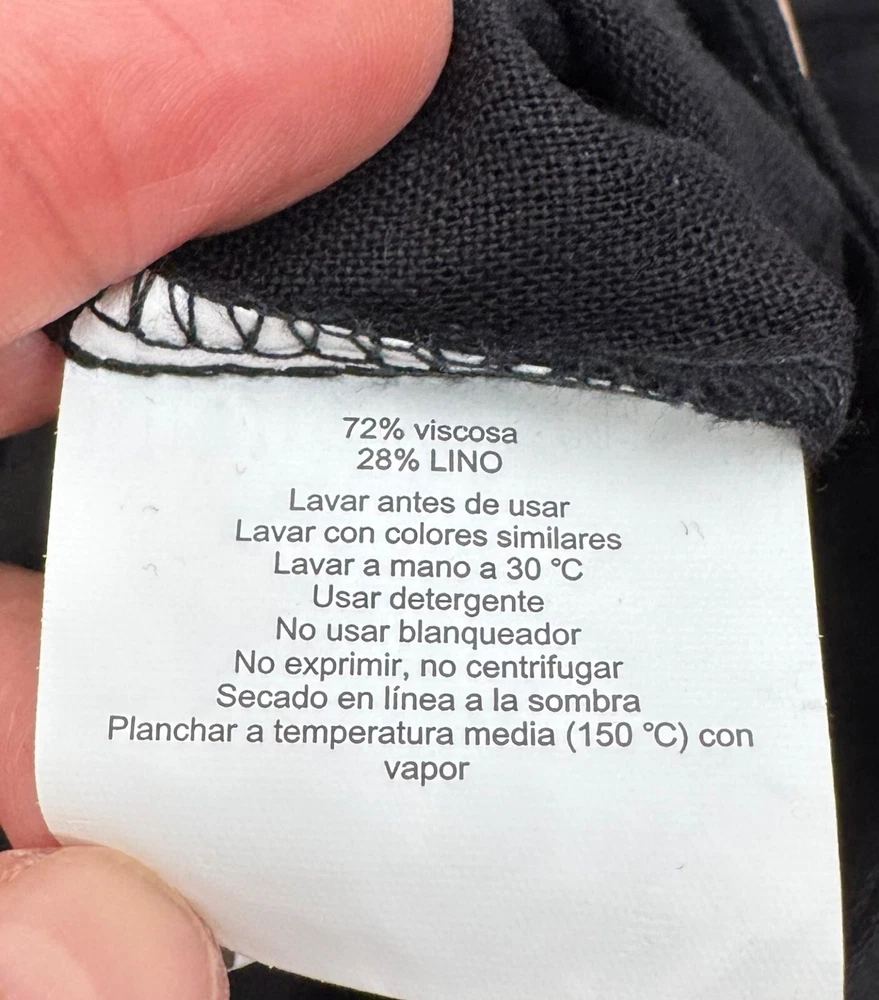 72% viscosa
28% LINO
Lavar antes de usar
Lavar con colores similares
Lavar a mano a 30 °C
Usar detergente
No usar blanqueador
No exprimir, no centrifugar
Secado en línea a la sombra
Planchar a temperatura media (150 °C) con
vapor